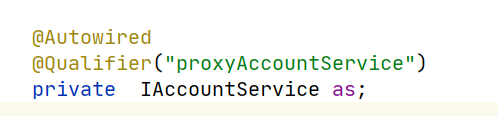 @Autowired
@Qualifier("proxyAccountService")
private  IAccountService as;